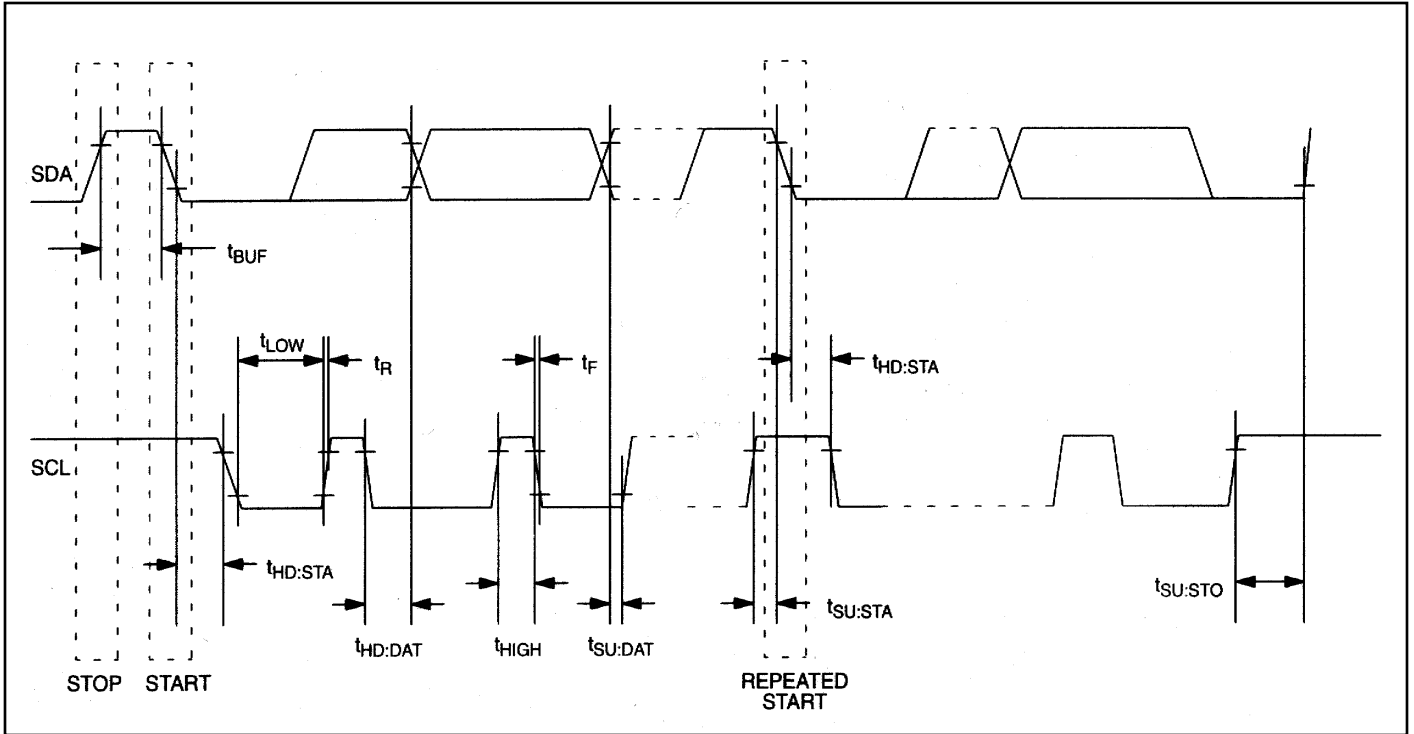 SDA
tBUF
tLOW
tR
tF
tHD:STA
SCL
tHD:STA
tHD:DAT
tHIGH
tSU:DAT
tSU:STA
tSU:STO
STOP
START
REPEATED
START